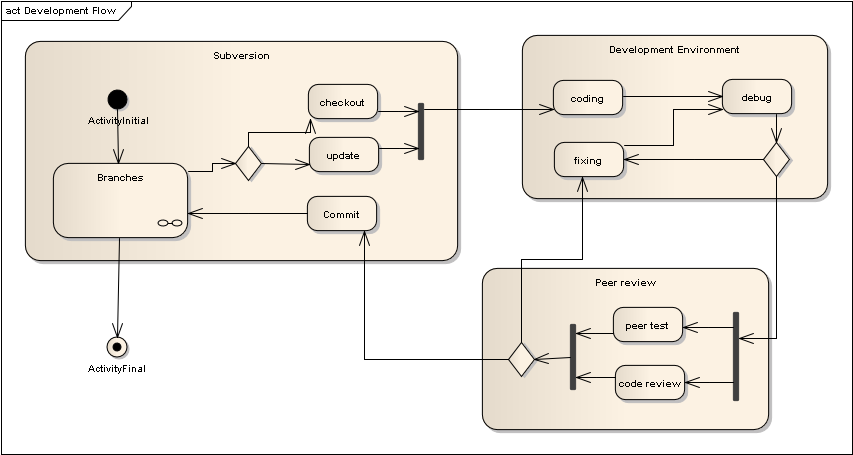 act Development Flow
Subversion
Development Environment
ActivityInitial
checkout
coding
debug
update
fixing
Branches
Commit
Peer review
peer test
code review
ActivityFinal